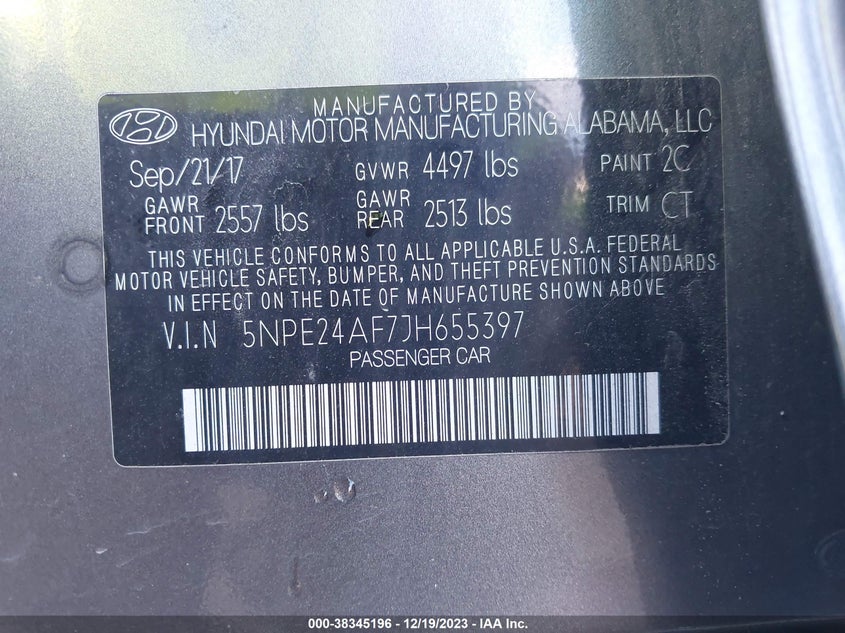 MANUFACTURED BY
HYUNDAI MOTOR MANUFACTURING ALABAMA, LLC
Sep/21/17 GVWR 4497 lbs PAINT 2C
GAWR FRONT 2557 lbs GAWR REAR 2513 lbs TRIM CT
THIS VEHICLE CONFORMS TO ALL APPLICABLE U.S.A. FEDERAL
MOTOR VEHICLE SAFETY, BUMPER, AND THEFT PREVENTION STANDARDS
IN EFFECT ON THE DATE OF MANUFACTURE SHOWN ABOVE
V.I.N 5NPE24AF7JH655397
PASSENGER CAR
000-38345196 - 12/19/2023 - IAA Inc.